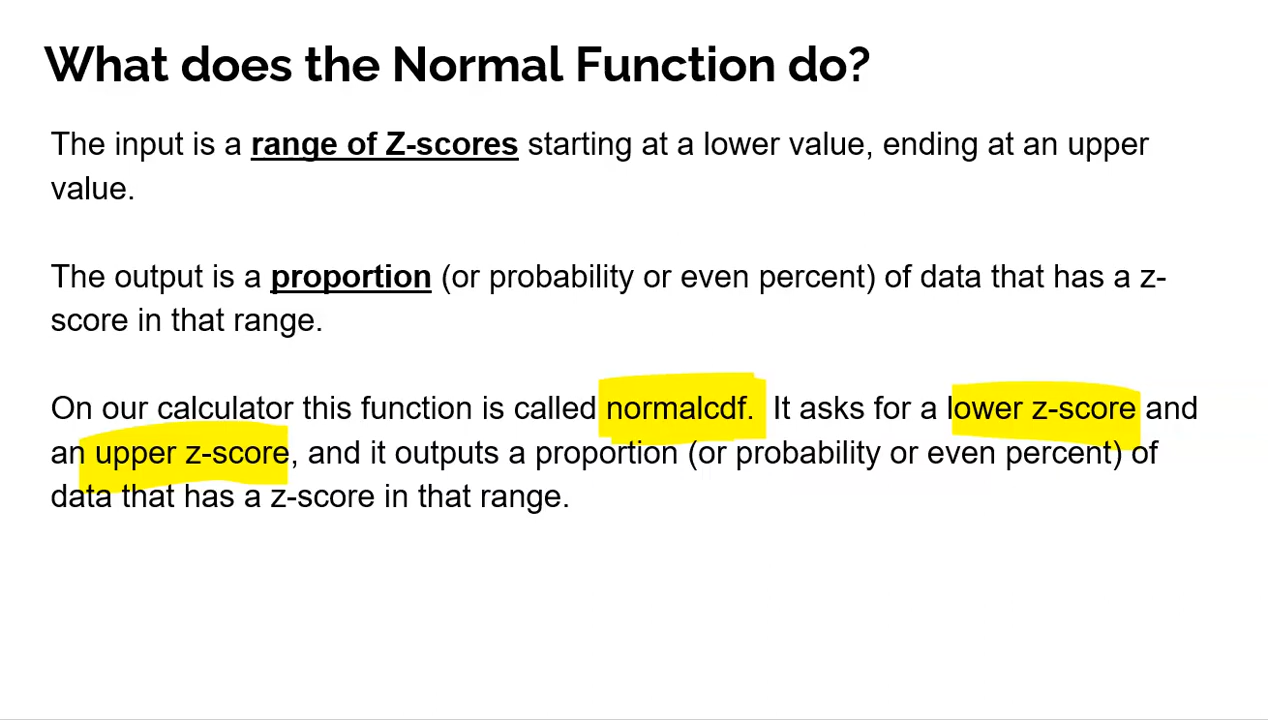 What does the Normal Function do?
The input is a range of Z-scores starting at a lower value, ending at an upper
value.
The output is a proportion (or probability or even percent) of data that has a z-
score in that range.
On our calculator this function is called normalcdf.  It asks for a lower z-score and
an upper z-score, and it outputs a proportion (or probability or even percent) of
data that has a z-score in that range.